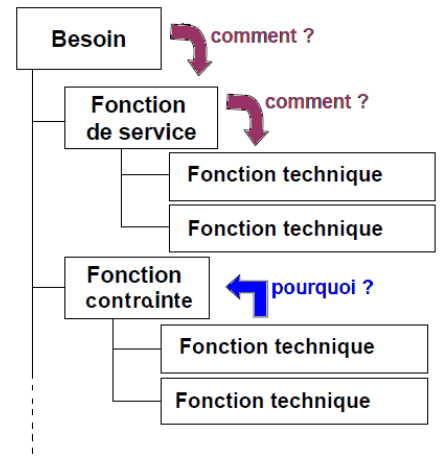 Besoin
comment ?
Fonction
de service
comment ?
Fonction technique
Fonction technique
Fonction
contrainte
pourquoi ?
Fonction technique
Fonction technique